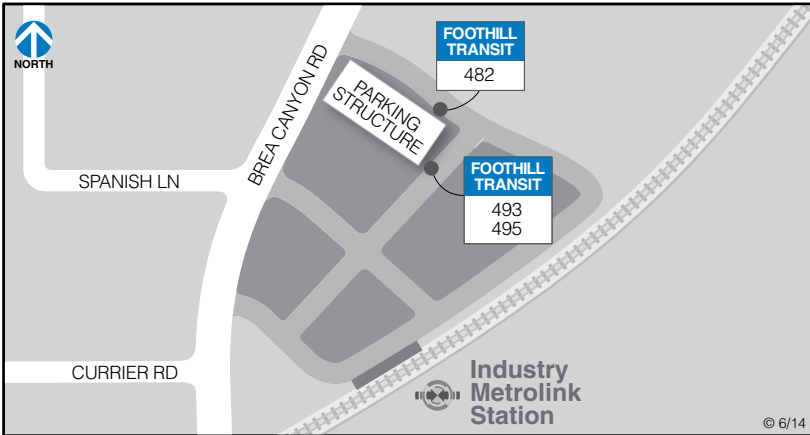 NORTH
FOOTHILL
TRANSIT
482
BREA CANYON RD
PARKING
STRUCTURE
FOOTHILL
TRANSIT
493
495
SPANISH LN
CURRIER RD
Industry
Metrolink
Station
© 6/14